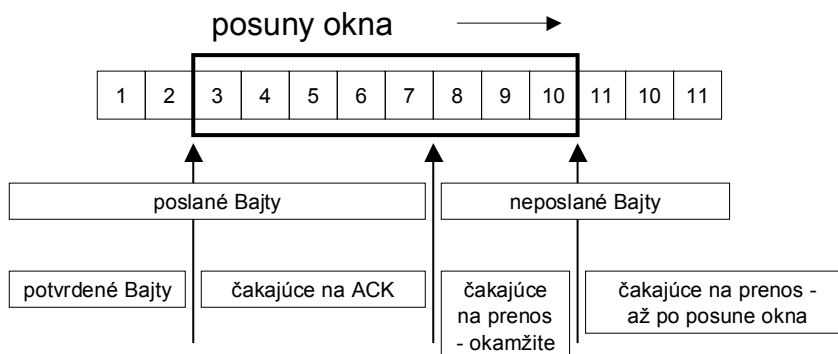 posuny okna
1 2 3 4 5 6 7 8 9 10 11 10 11
poslané Bajty
neposlané Bajty
potvrdené Bajty
čakajúce na ACK
čakajúce
na prenos
- okamžite
čakajúce na prenos -
až po posune okna